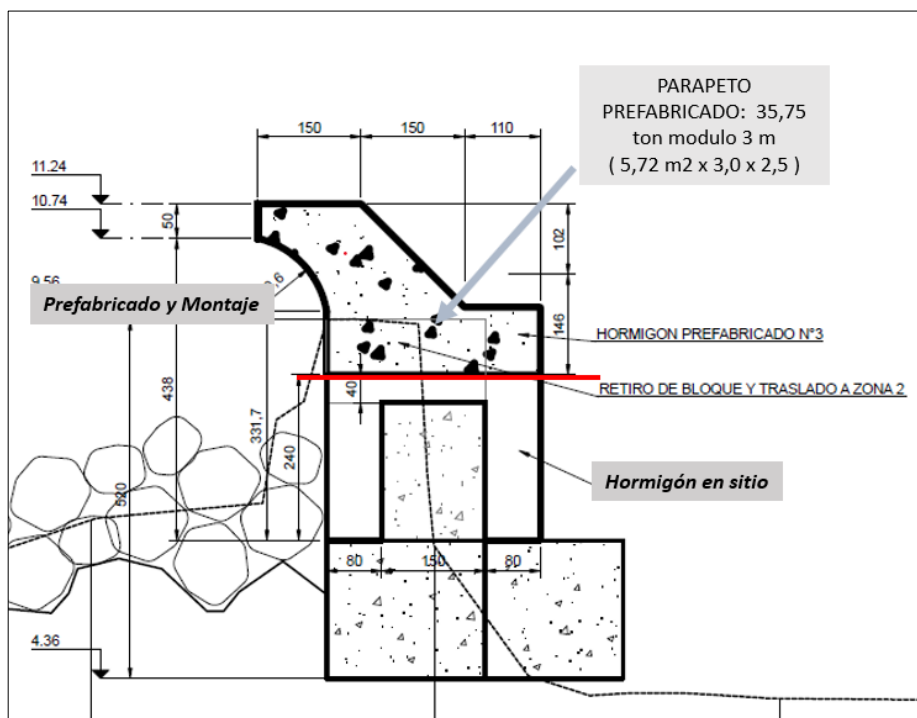 PARAPETO
PREFABRICADO: 35,75
ton modulo 3 m
( 5,72 m2 x 3,0 x 2,5 )
150
150
110
11.24
10.74
50
102
9.56
Prefabricado y Montaje
146
HORMIGON PREFABRICADO N°3
RETIRO DE BLOQUE Y TRASLADO A ZONA 2
40
438
331,7
240
520
Hormigón en sitio
80
150
80
4.36